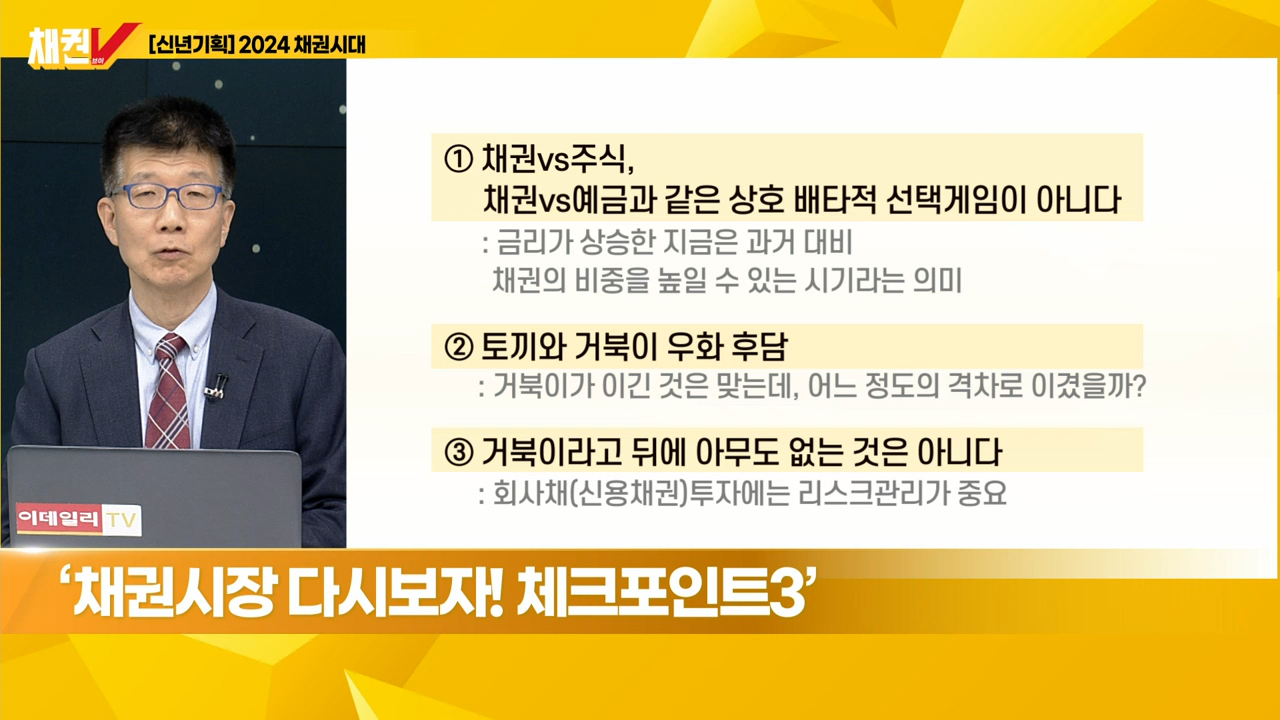 채권V
브이
[신년기획] 2024 채권시대
① 채권vs주식,
채권vs예금과 같은 상호 배타적 선택게임이 아니다
: 금리가 상승한 지금은 과거 대비
채권의 비중을 높일 수 있는 시기라는 의미
② 토끼와 거북이 우화 후담
: 거북이가 이긴 것은 맞는데, 어느 정도의 격차로 이겼을까?
③ 거북이라고 뒤에 아무도 없는 것은 아니다
: 회사채(신용채권)투자에는 리스크관리가 중요
이데일리 TV
‘채권시장 다시보자! 체크포인트3’